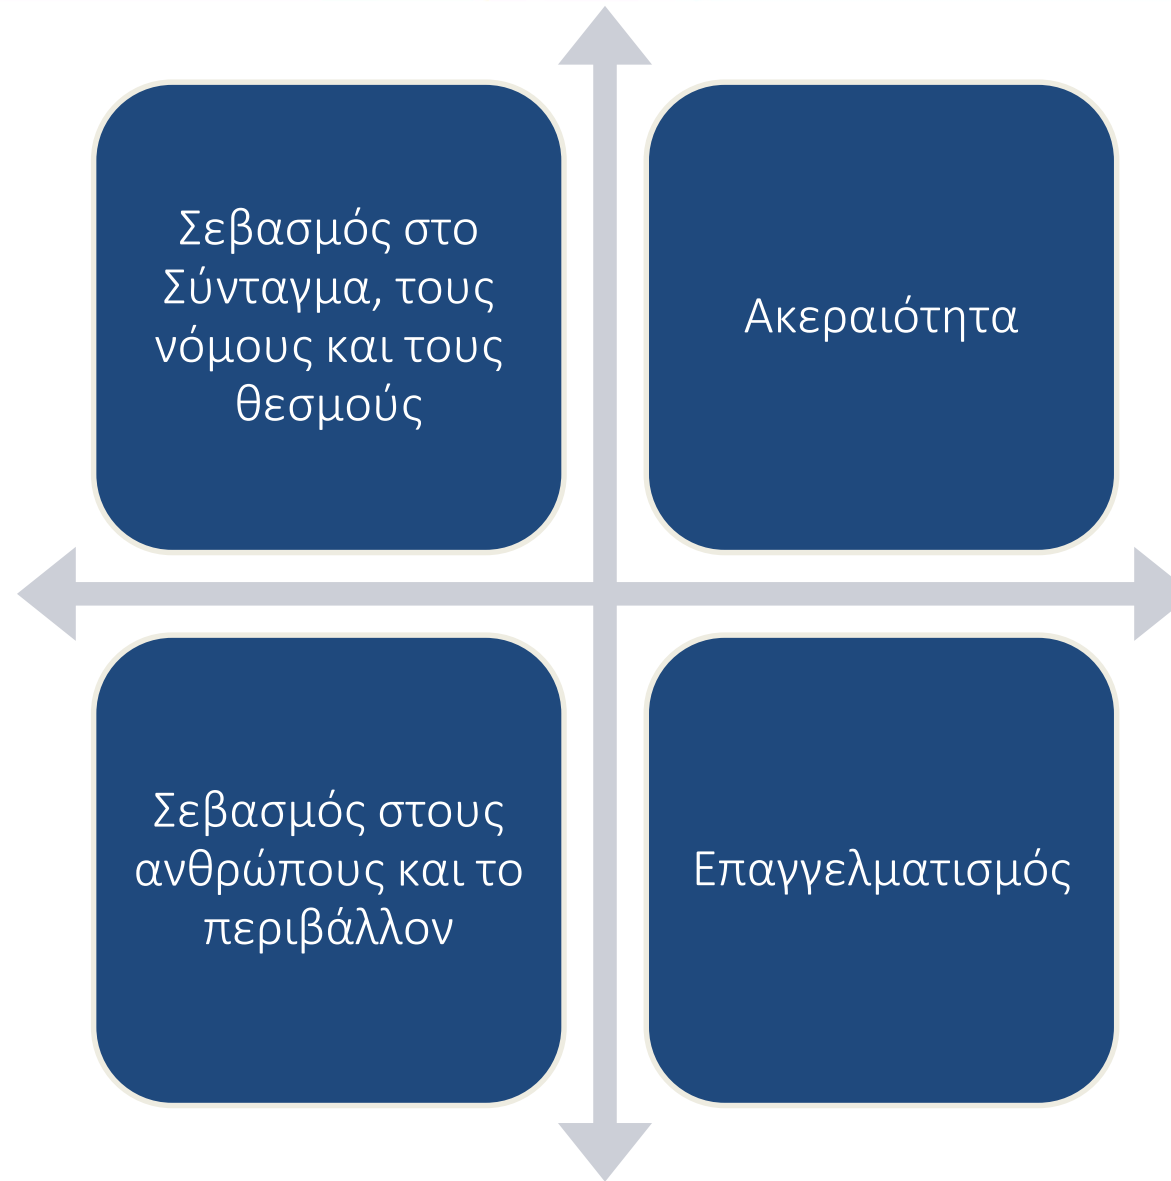 Σεβασμός στο
Σύνταγμα, τους
νόμους και τους
θεσμούς
Ακεραιότητα
Σεβασμός στους
ανθρώπους και το
περιβάλλον
Επαγγελματισμός